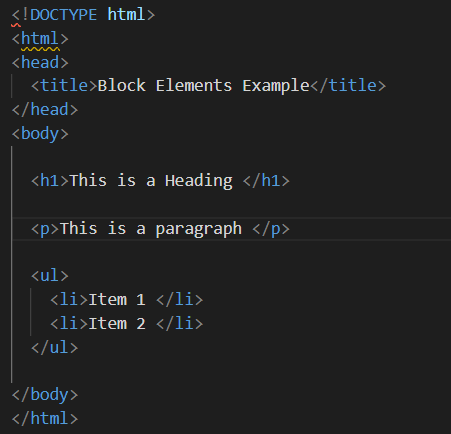 <!DOCTYPE html>
<html>
<head>
  <title>Block Elements Example</title>
</head>
<body>

  <h1>This is a Heading </h1>

  <p>This is a paragraph </p>

  <ul>
    <li>Item 1 </li>
    <li>Item 2 </li>
  </ul>

</body>
</html>